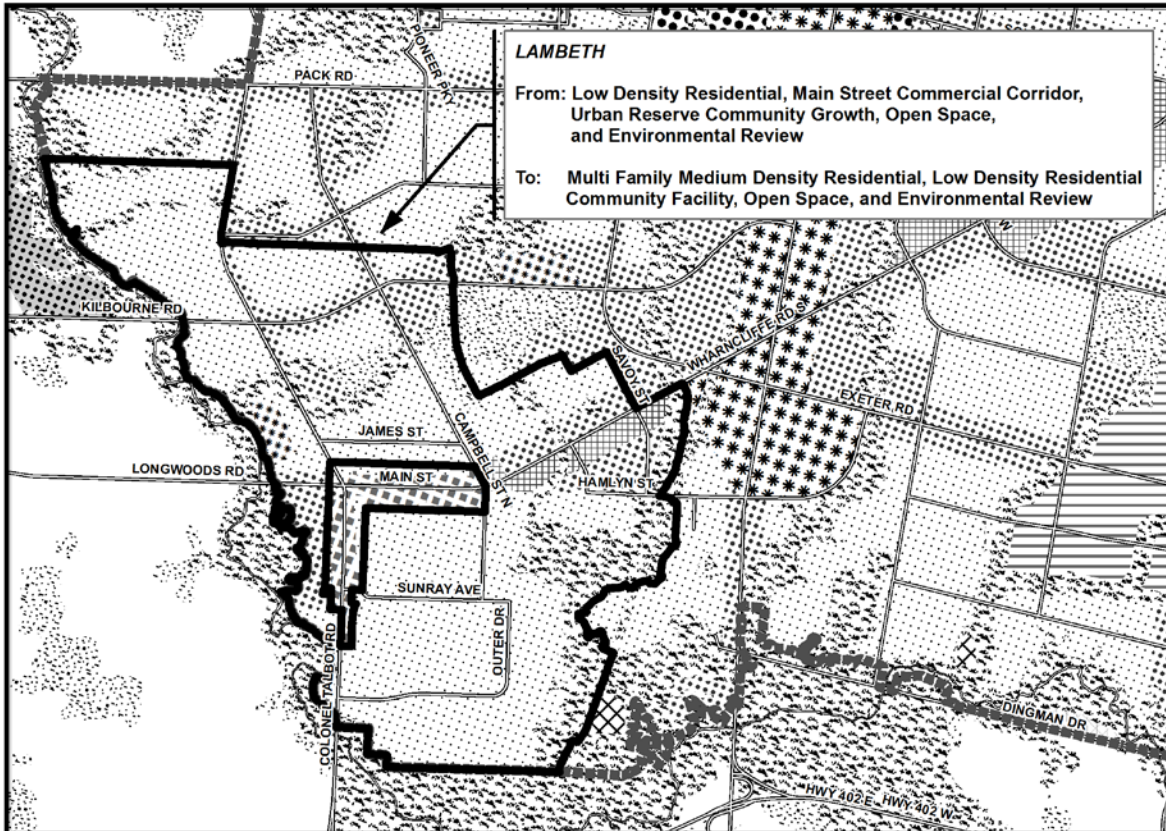 PIONEER PKY
PACK RD
LAMBETH
From: Low Density Residential, Main Street Commercial Corridor,
Urban Reserve Community Growth, Open Space,
and Environmental Review
To: Multi Family Medium Density Residential, Low Density Residential
Community Facility, Open Space, and Environmental Review
W
KILBOURNE RD
WHARNCLIFFE RD S
SAVOY ST
EXETER RD
JAMES ST
CAMPBELL ST N
LONGWOODS RD
MAIN ST
HAMLYN ST
SUNRAY AVE
OUTER DR
COLONEL TALBOT RD
DINGMAN DR
HWY 402 E - HWY 402 W